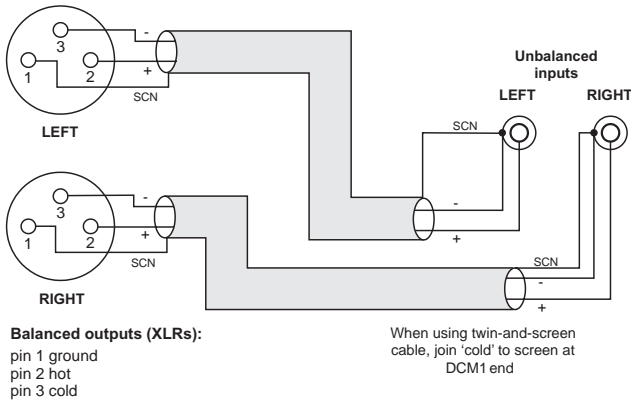 3
-
1
2
+
SCN
LEFT
Unbalanced
inputs
LEFT RIGHT
SCN
-
+
3
-
1
2
+
SCN
RIGHT
SCN
-
+
Balanced outputs (XLRs):
pin 1 ground
pin 2 hot
pin 3 cold
When using twin-and-screen
cable, join ‘cold’ to screen at
DCM1 end